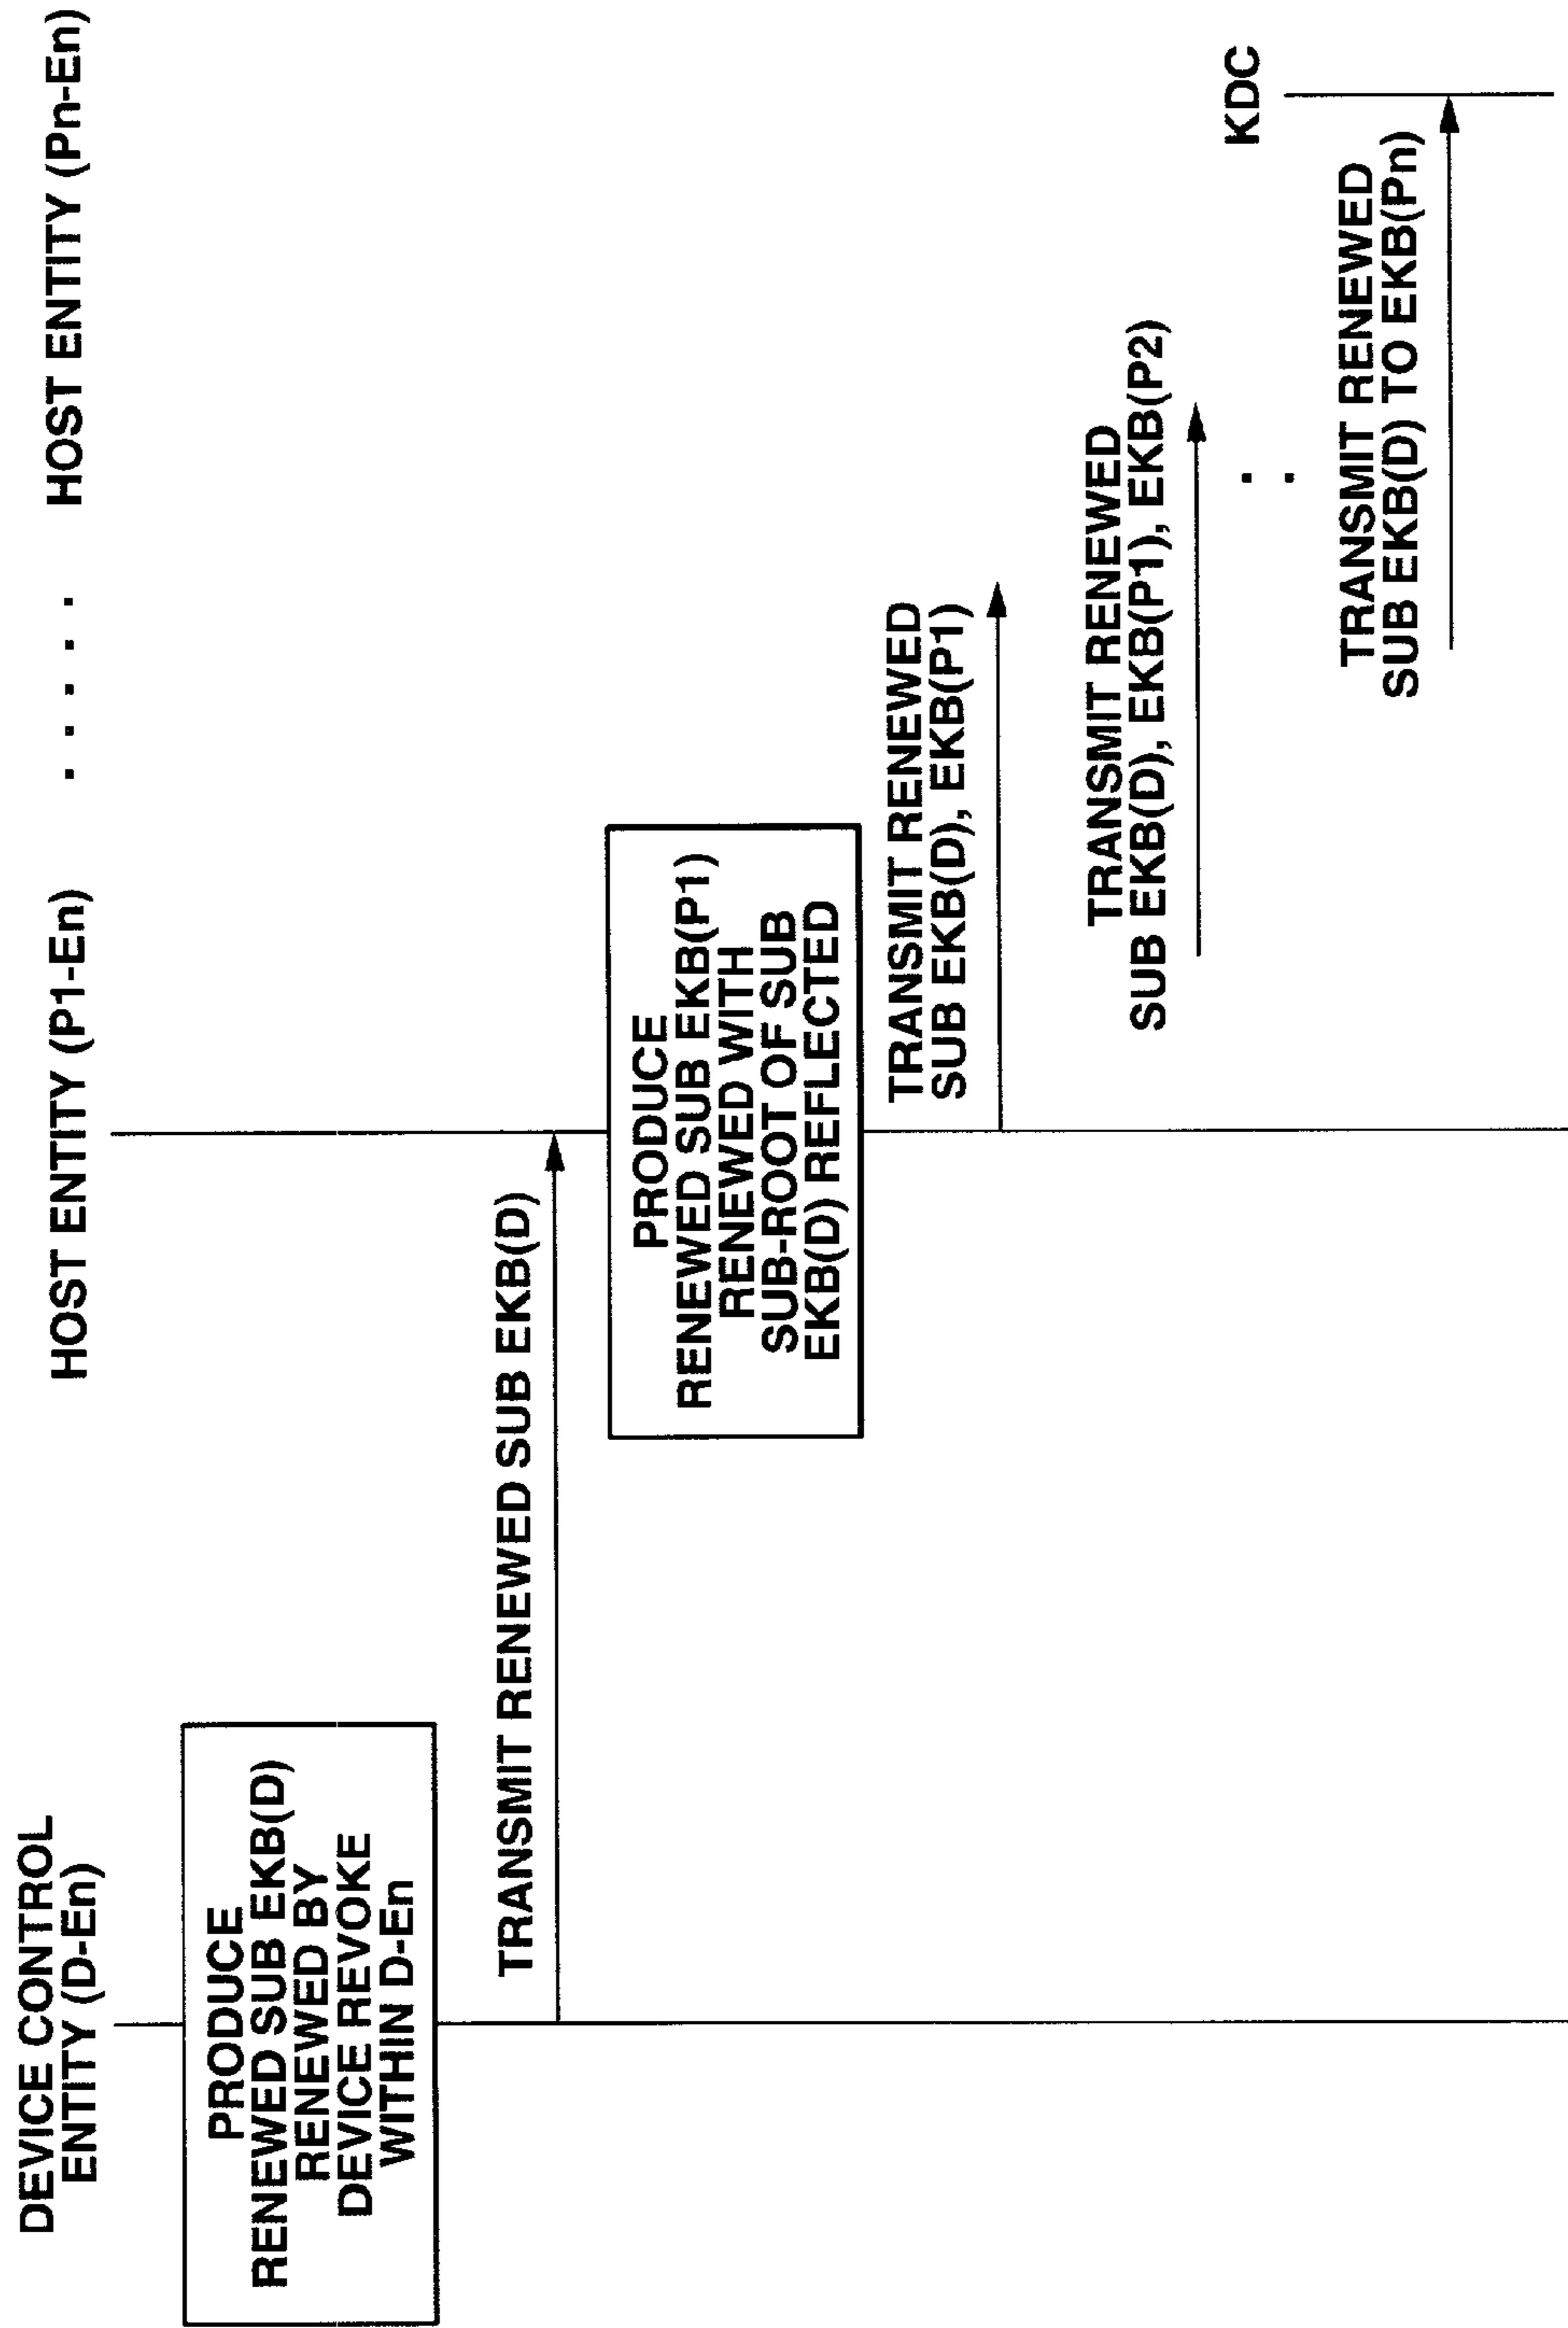 DEVICE CONTROL
ENTITY (D-En)
HOST ENTITY (P1-En)
. . . . .
HOST ENTITY (Pn-En)
PRODUCE
RENEWED SUB EKB(D)
RENEWED BY
DEVICE REVOKE
WITHIN D-En
TRANSMIT RENEWED SUB EKB(D)
PRODUCE
RENEWED SUB EKB(P1)
RENEWED WITH
SUB-ROOT OF SUB
EKB(D) REFLECTED
TRANSMIT RENEWED
SUB EKB(D), EKB(P1)
TRANSMIT RENEWED
SUB EKB(D), EKB(P1), EKB(P2)
. .
KDC
TRANSMIT RENEWED
SUB EKB(D) TO EKB(Pn)